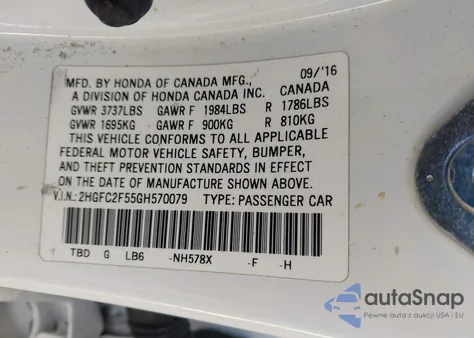 MFD. BY HONDA OF CANADA MFG., 09/'16
A DIVISION OF HONDA CANADA INC. CANADA
GVWR 3737LBS GAWR F 1984LBS R 1786LBS
GVWR 1695KG GAWR F 900KG R 810KG
THIS VEHICLE CONFORMS TO ALL APPLICABLE
FEDERAL MOTOR VEHICLE SAFETY, BUMPER,
AND THEFT PREVENTION STANDARDS IN EFFECT
ON THE DATE OF MANUFACTURE SHOWN ABOVE.
V.I.N.: 2HGFC2F55GH570079 TYPE: PASSENGER CAR
TBD G LB6 -NH578X -F -H
autoSnap
Pewne auta z aukcji USA i EU